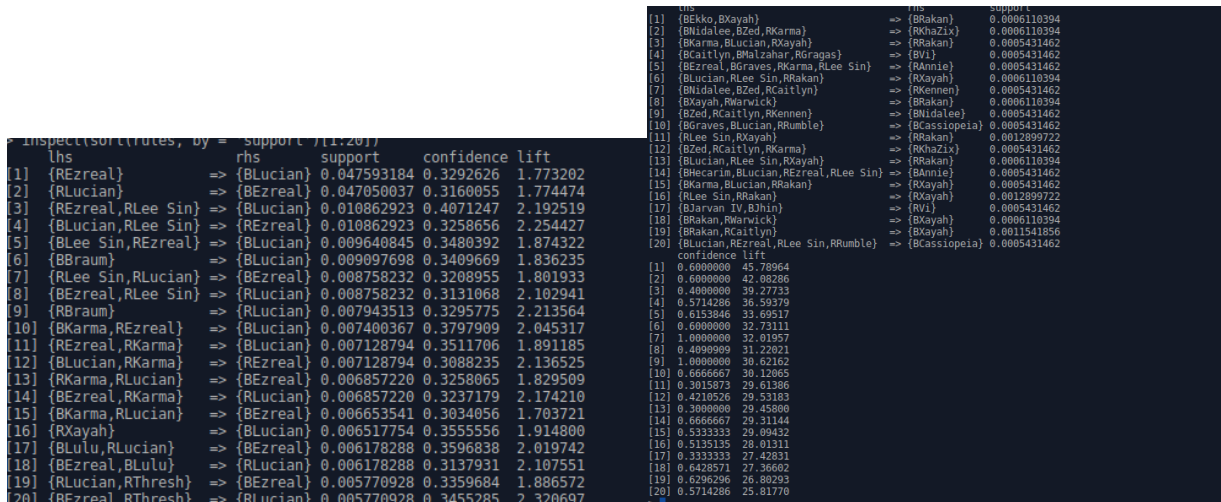 > inspect(sort(rules, by = "support")[1:20])
lhs rhs support confidence lift
[1] {REzreal} => {BLucian} 0.047593184 0.3292626 1.773202
[2] {RLucian} => {BEzreal} 0.047050037 0.3160055 1.774474
[3] {REzreal,RLee Sin} => {BLucian} 0.010862923 0.4071247 2.192519
[4] {BLucian,RLee Sin} => {REzreal} 0.010862923 0.3258656 2.254427
[5] {BLee Sin,REzreal} => {BLucian} 0.009640845 0.3480392 1.874322
[6] {BBraum} => {BLucian} 0.009097698 0.3409669 1.836235
[7] {RLee Sin,RLucian} => {BEzreal} 0.008758232 0.3208955 1.801933
[8] {BEzreal,RLee Sin} => {RLucian} 0.008758232 0.3131068 2.102941
[9] {RBraum} => {RLucian} 0.007943513 0.3295775 2.213564
[10] {BKarma,REzreal} => {BLucian} 0.007400367 0.3797909 2.045317
[11] {REzreal,RKarma} => {BLucian} 0.007128794 0.3511706 1.891185
[12] {BLucian,RKarma} => {REzreal} 0.007128794 0.3088235 2.136525
[13] {RKarma,RLucian} => {BEzreal} 0.006857220 0.3258065 1.829509
[14] {BEzreal,RKarma} => {RLucian} 0.006857220 0.3237179 2.174210
[15] {BKarma,RLucian} => {BEzreal} 0.006653541 0.3034056 1.703721
[16] {RXayah} => {BLucian} 0.006517754 0.3555556 1.914800
[17] {BLulu,RLucian} => {BEzreal} 0.006178288 0.3596838 2.019742
[18] {BEzreal,BLulu} => {RLucian} 0.006178288 0.3137931 2.107551
[19] {RLucian,RThresh} => {BEzreal} 0.005770928 0.3359684 1.886572
[20] {BEzreal,RThresh} => {RLucian} 0.005770928 0.3455285 2.320697
lhs rhs support
[1] {BEkko,BXayah} => {BRakan} 0.0006110394
[2] {BNidalee,BZed,RKarma} => {RKhaZix} 0.0006110394
[3] {BKarma,BLucian,RXayah} => {RRakan} 0.0005431462
[4] {BCaitlyn,BMalzahar,RGragas} => {BVi} 0.0005431462
[5] {BEzreal,BGraves,RKarma,RLee Sin} => {RAnnie} 0.0005431462
[6] {BLucian,RLee Sin,RRakan} => {RXayah} 0.0006110394
[7] {BNidalee,BZed,RCaitlyn} => {RKennen} 0.0005431462
[8] {BXayah,RWarwick} => {BRakan} 0.0006110394
[9] {BZed,RCaitlyn,RKennen} => {BNidalee} 0.0005431462
[10] {BGraves,BLucian,RRumble} => {BCassiopeia} 0.0005431462
[11] {RLee Sin,RXayah} => {RRakan} 0.0012899722
[12] {BZed,RCaitlyn,RKarma} => {RKhaZix} 0.0005431462
[13] {BLucian,RLee Sin,RXayah} => {RRakan} 0.0006110394
[14] {BHecarim,BLucian,REzreal,RLee Sin} => {BAnnie} 0.0005431462
[15] {BKarma,BLucian,RRakan} => {RXayah} 0.0005431462
[16] {RLee Sin,RRakan} => {RXayah} 0.0012899722
[17] {BJarvan IV,BJhin} => {RVi} 0.0005431462
[18] {BRakan,RWarwick} => {BXayah} 0.0006110394
[19] {BRakan,RCaitlyn} => {BXayah} 0.0011541856
[20] {BLucian,REzreal,RLee Sin,RRumble} => {BCassiopeia} 0.0005431462
confidence lift
[1] 0.6000000 45.78964
[2] 0.6000000 42.08286
[3] 0.4000000 39.27733
[4] 0.5714286 36.59379
[5] 0.6153846 33.69517
[6] 0.6000000 32.73111
[7] 1.0000000 32.01957
[8] 0.4090909 31.22021
[9] 1.0000000 30.62162
[10] 0.6666667 30.12065
[11] 0.3015873 29.61386
[12] 0.4210526 29.53183
[13] 0.3000000 29.45800
[14] 0.6666667 29.31144
[15] 0.5333333 29.09432
[16] 0.5135135 28.01311
[17] 0.3333333 27.42831
[18] 0.6428571 27.36602
[19] 0.6296296 26.80293
[20] 0.5714286 25.81770